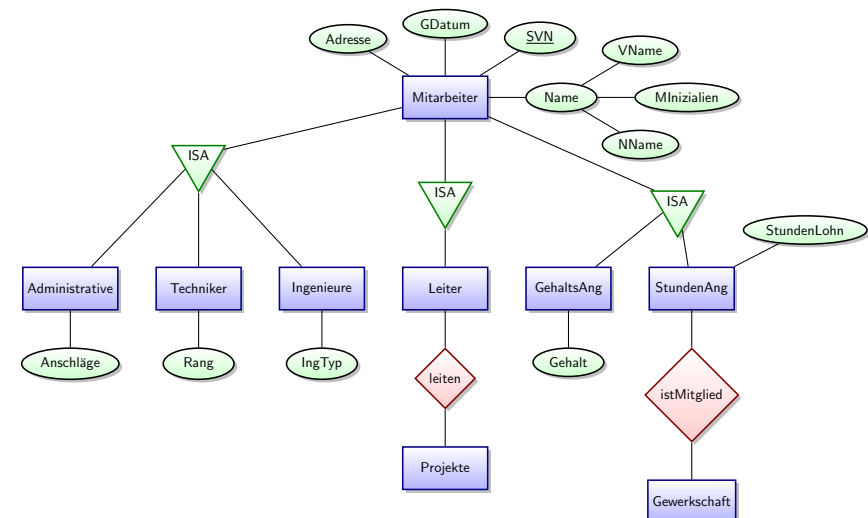 GDatum
Adresse
SVN
VName
Mitarbeiter
Name
MInizialien
NName
ISA
ISA
ISA
StundenLohn
Administrative
Techniker
Ingenieure
Leiter
GehaltsAng
StundenAng
Anschläge
Rang
IngTyp
leiten
Gehalt
istMitglied
Projekte
Gewerkschaft